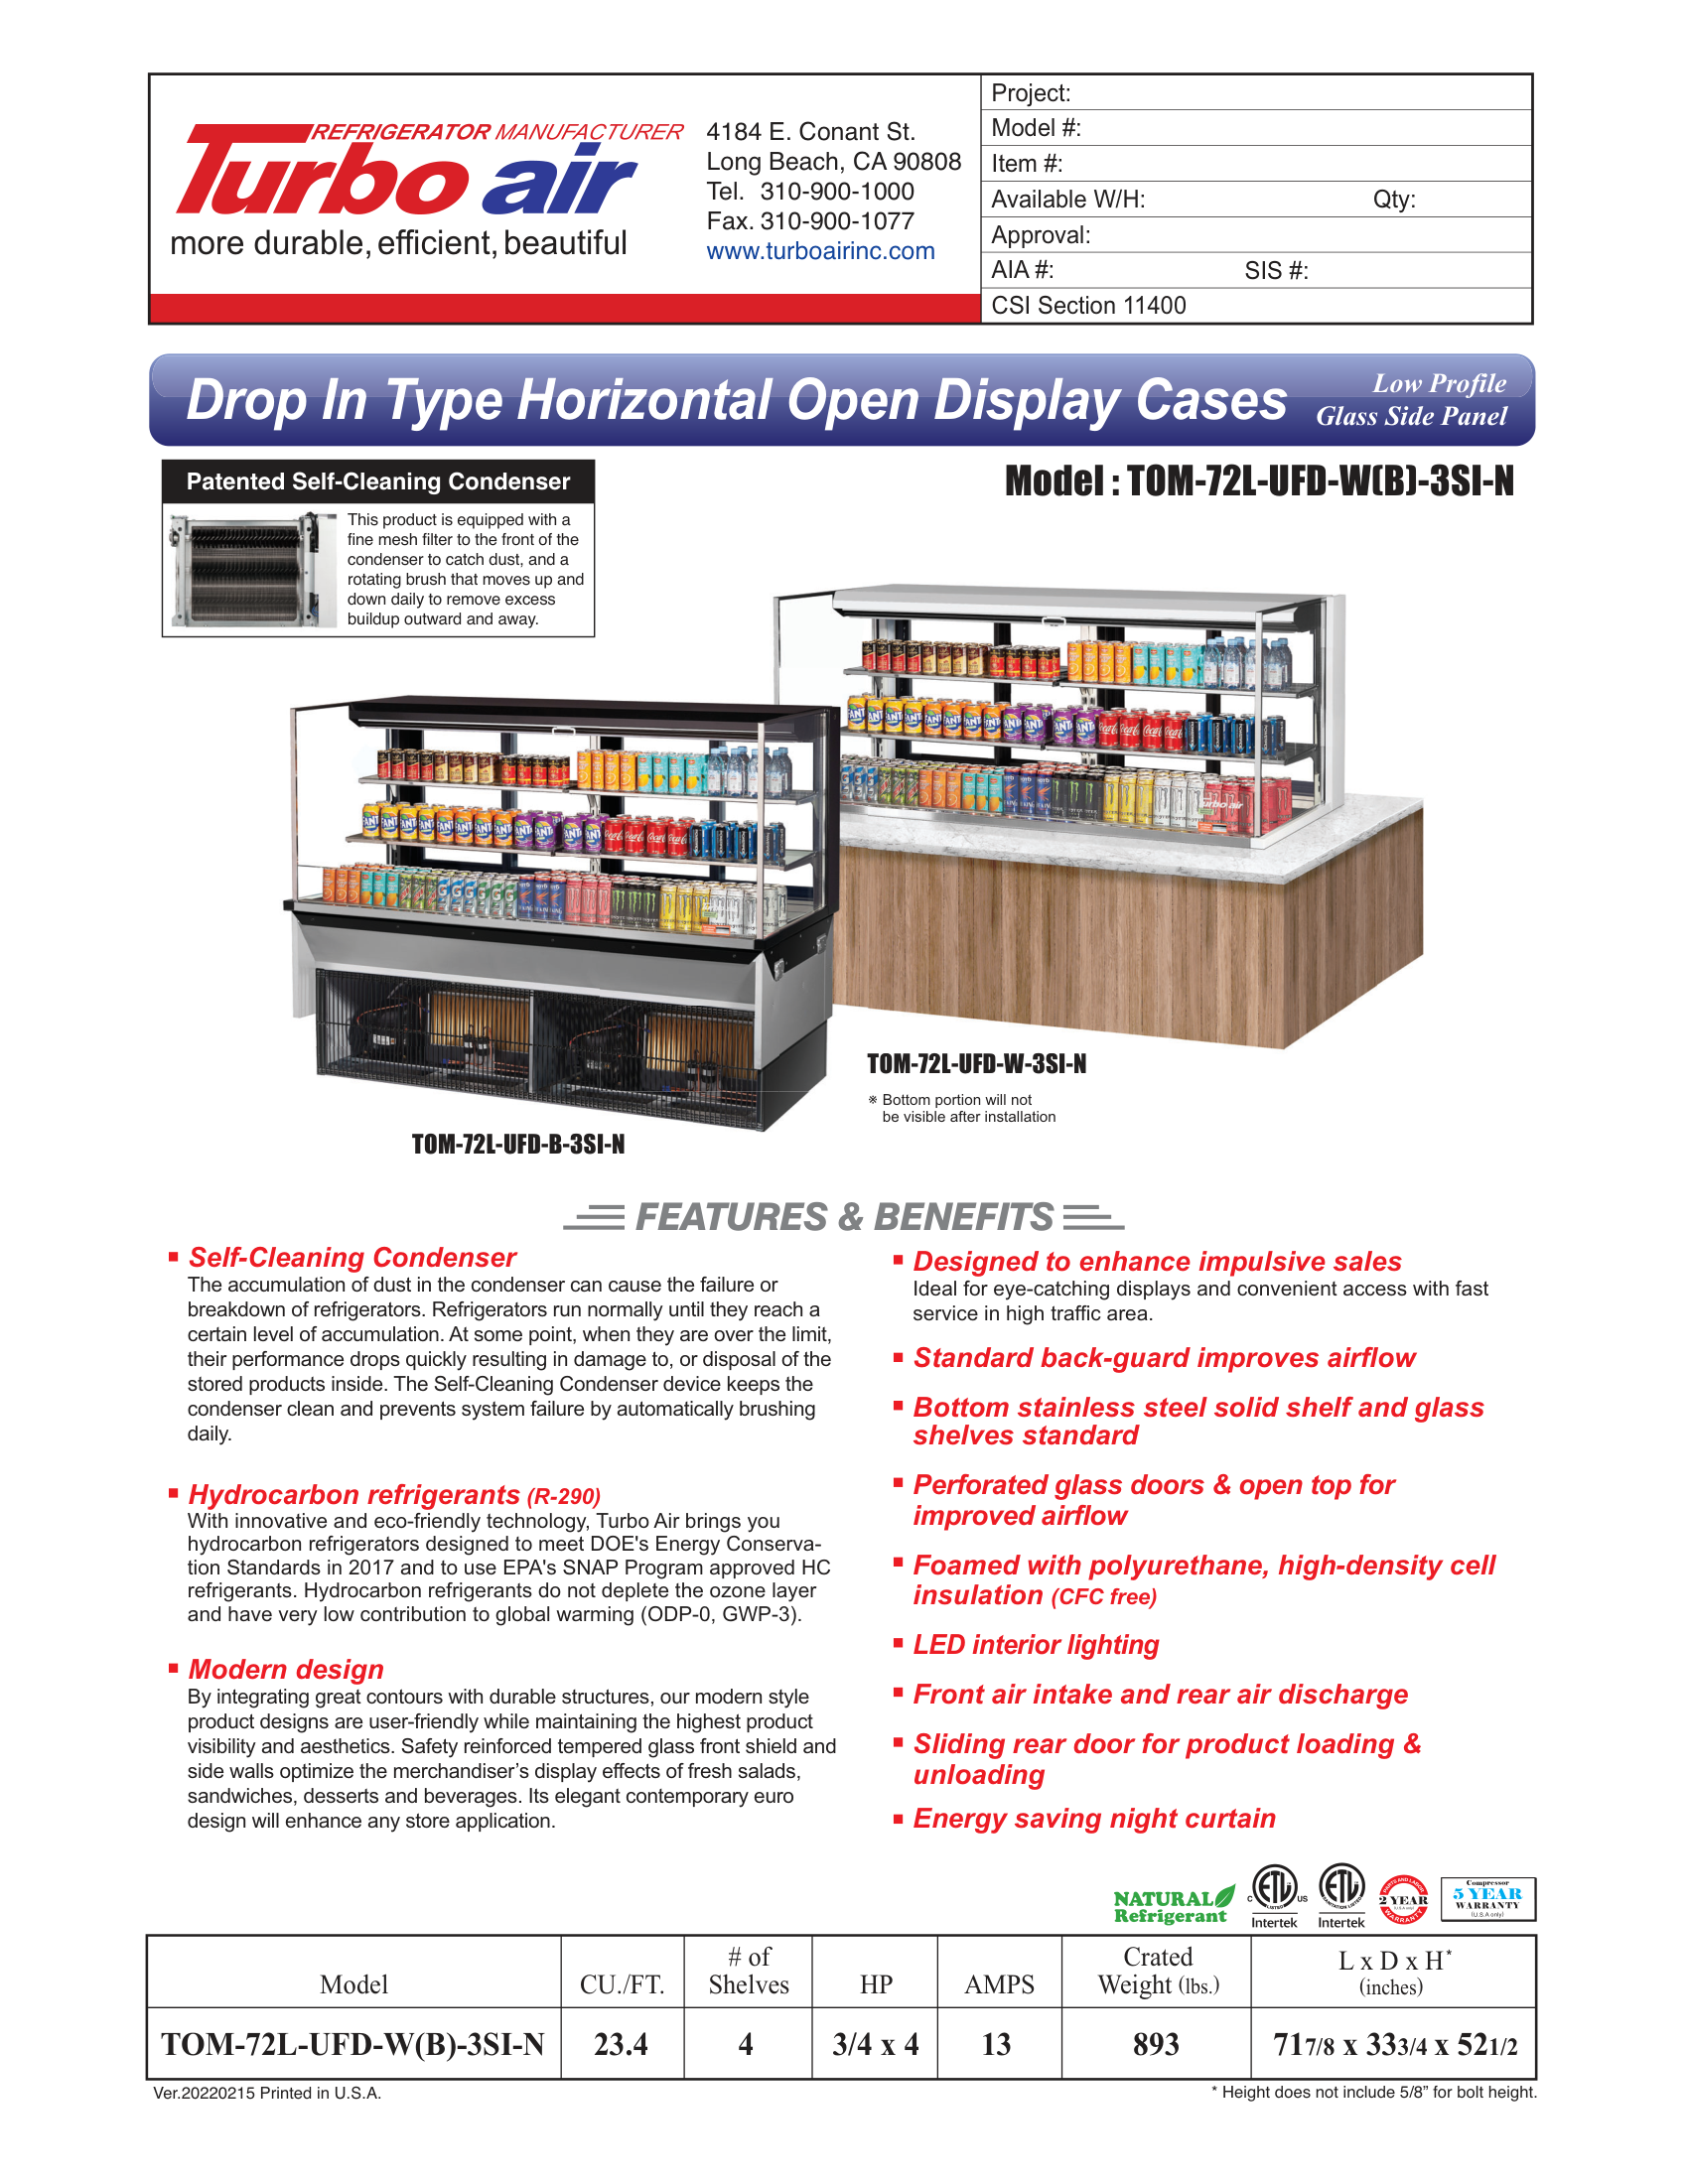 REFRIGERATOR MANUFACTURER
Turbo air
more durable, efficient, beautiful
4184 E. Conant St.
Long Beach, CA 90808
Tel. 310-900-1000
Fax. 310-900-1077
www.turboairinc.com
Project:
Model #:
Item #:
Available W/H: Qty:
Approval:
AIA #: SIS #:
CSI Section 11400
Drop In Type Horizontal Open Display Cases
Low Profile
Glass Side Panel
Patented Self-Cleaning Condenser
This product is equipped with a
fine mesh filter to the front of the
condenser to catch dust, and a
rotating brush that moves up and
down daily to remove excess
buildup outward and away.
Model : TOM-72L-UFD-W(B)-3SI-N
TOM-72L-UFD-W-3SI-N
※ Bottom portion will not
be visible after installation
TOM-72L-UFD-B-3SI-N
FEATURES & BENEFITS
▪ Self-Cleaning Condenser
The accumulation of dust in the condenser can cause the failure or
breakdown of refrigerators. Refrigerators run normally until they reach a
certain level of accumulation. At some point, when they are over the limit,
their performance drops quickly resulting in damage to, or disposal of the
stored products inside. The Self-Cleaning Condenser device keeps the
condenser clean and prevents system failure by automatically brushing
daily.
▪ Hydrocarbon refrigerants (R-290)
With innovative and eco-friendly technology, Turbo Air brings you
hydrocarbon refrigerators designed to meet DOE's Energy Conserva-
tion Standards in 2017 and to use EPA's SNAP Program approved HC
refrigerants. Hydrocarbon refrigerants do not deplete the ozone layer
and have very low contribution to global warming (ODP-0, GWP-3).
▪ Modern design
By integrating great contours with durable structures, our modern style
product designs are user-friendly while maintaining the highest product
visibility and aesthetics. Safety reinforced tempered glass front shield and
side walls optimize the merchandiser’s display effects of fresh salads,
sandwiches, desserts and beverages. Its elegant contemporary euro
design will enhance any store application.
▪ Designed to enhance impulsive sales
Ideal for eye-catching displays and convenient access with fast
service in high traffic area.
▪ Standard back-guard improves airflow
▪ Bottom stainless steel solid shelf and glass
shelves standard
▪ Perforated glass doors & open top for
improved airflow
▪ Foamed with polyurethane, high-density cell
insulation (CFC free)
▪ LED interior lighting
▪ Front air intake and rear air discharge
▪ Sliding rear door for product loading &
unloading
▪ Energy saving night curtain
NATURAL
Refrigerant
C ETL US
LISTED
Intertek
ETL
SANITATION LISTED
Intertek
PARTS AND LABOR
2 YEAR
(U.S.A only)
WARRANTY
Compressor
5 YEAR
WARRANTY
(U.S.A only)
Model CU./FT. # of Shelves HP AMPS Crated Weight (lbs.) L x D x H* (inches)
TOM-72L-UFD-W(B)-3SI-N 23.4 4 3/4 x 4 13 893 71 7/8 x 33 3/4 x 52 1/2
Ver.20220215 Printed in U.S.A.
* Height does not include 5/8” for bolt height.